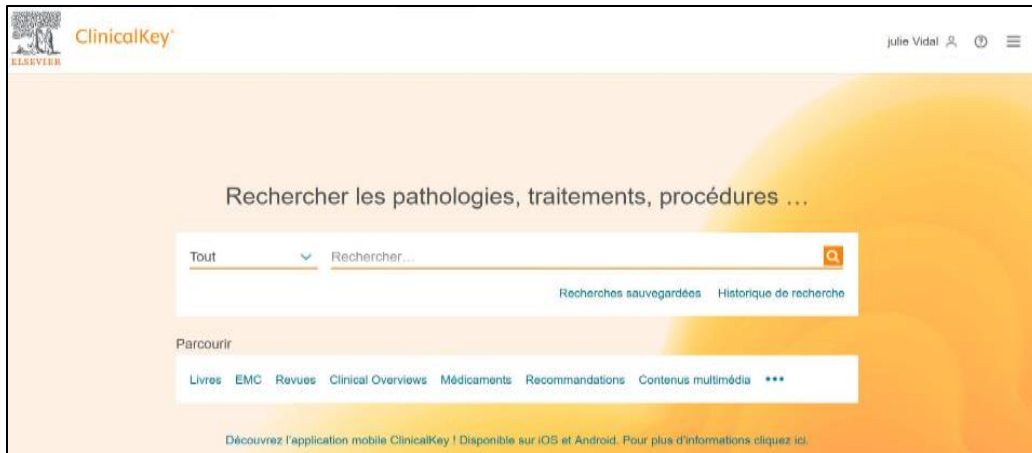 ELSEVIER
ClinicalKey®
julie Vidal
Rechercher les pathologies, traitements, procédures ...
Tout
Rechercher...
Recherches sauvegardées Historique de recherche
Parcourir
Livres EMC Revues Clinical Overviews Médicaments Recommandations Contenus multimédia •••
Découvrez l'application mobile ClinicalKey ! Disponible sur iOS et Android. Pour plus d'informations cliquez ici.